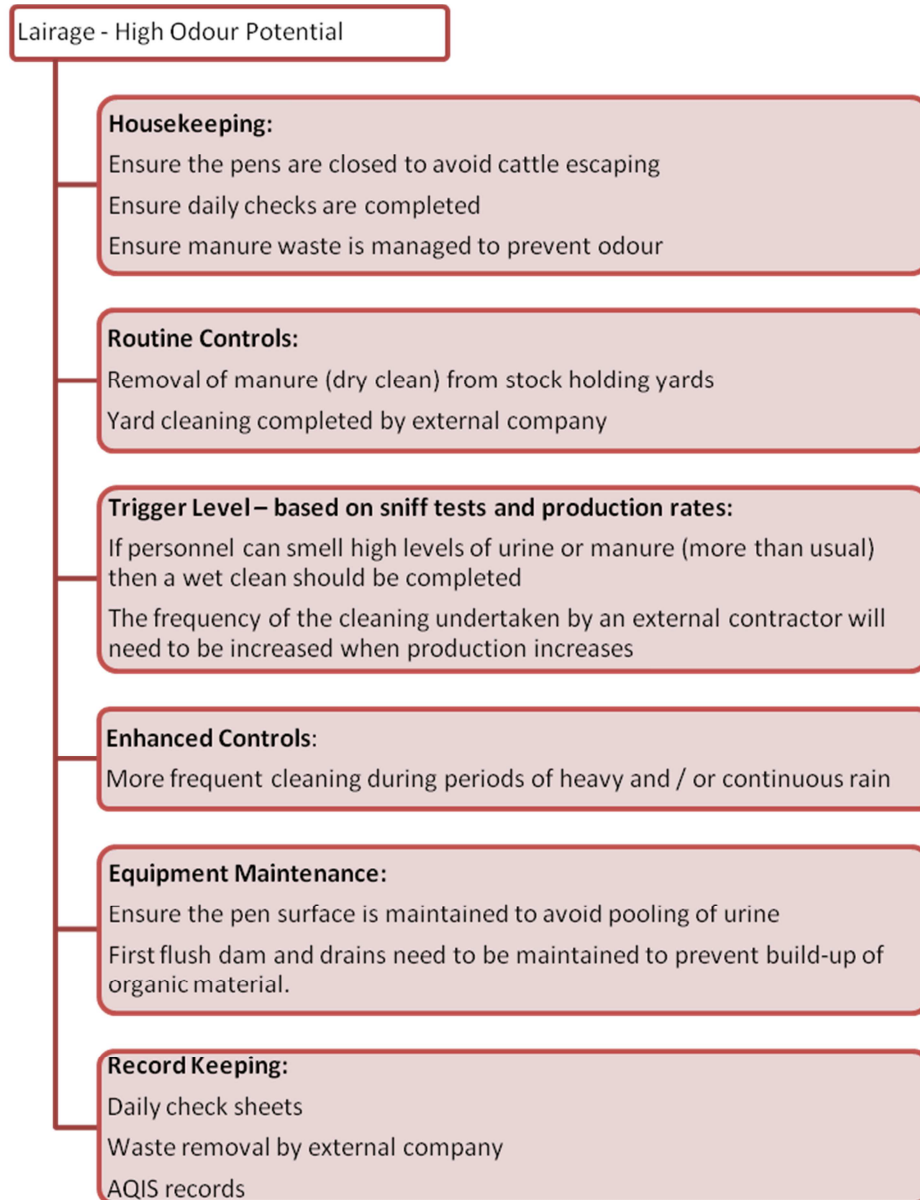 Lairage - High Odour Potential
Housekeeping:
Ensure the pens are closed to avoid cattle escaping
Ensure daily checks are completed
Ensure manure waste is managed to prevent odour
Routine Controls:
Removal of manure (dry clean) from stock holding yards
Yard cleaning completed by external company
Trigger Level – based on sniff tests and production rates:
If personnel can smell high levels of urine or manure (more than usual)
then a wet clean should be completed
The frequency of the cleaning undertaken by an external contractor will
need to be increased when production increases
Enhanced Controls:
More frequent cleaning during periods of heavy and / or continuous rain
Equipment Maintenance:
Ensure the pen surface is maintained to avoid pooling of urine
First flush dam and drains need to be maintained to prevent build-up of
organic material.
Record Keeping:
Daily check sheets
Waste removal by external company
AQIS records